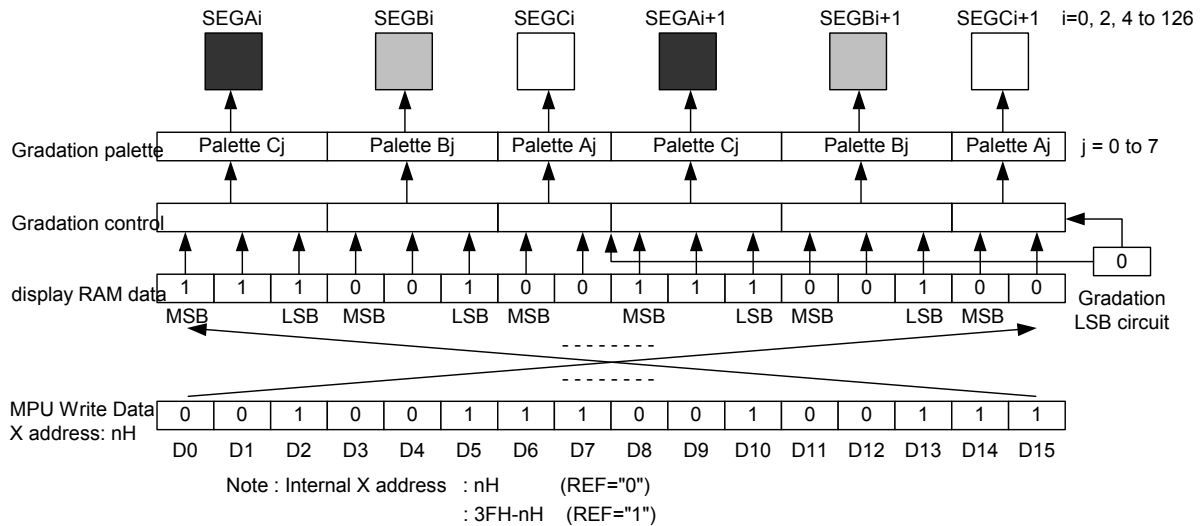 SEGAi SEGBi SEGCi SEGAi+1 SEGBi+1 SEGCi+1 i=0, 2, 4 to 126
Gradation palette Palette Cj Palette Bj Palette Aj Palette Cj Palette Bj Palette Aj j = 0 to 7
Gradation control
display RAM data 1 1 1 0 0 1 0 0 1 1 1 0 0 1 0 0 0
MSB LSB MSB LSB MSB MSB LSB MSB LSB MSB Gradation
LSB circuit
MPU Write Data 0 0 1 0 0 1 1 1 0 0 1 0 0 1 1 1
X address: nH
D0 D1 D2 D3 D4 D5 D6 D7 D8 D9 D10 D11 D12 D13 D14 D15
Note : Internal X address : nH (REF="0")
: 3FH-nH (REF="1")